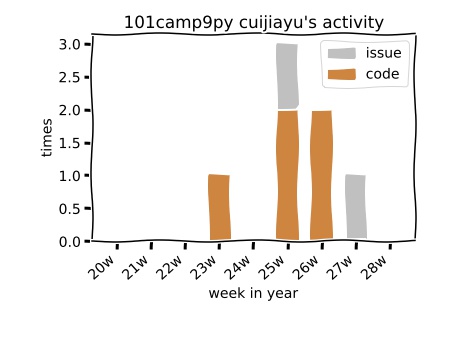 101camp9py cuijiayu's activity
issue
code
3.0
2.5
2.0
1.5
1.0
0.5
0.0
times
20w 21w 22w 23w 24w 25w 26w 27w 28w
week in year